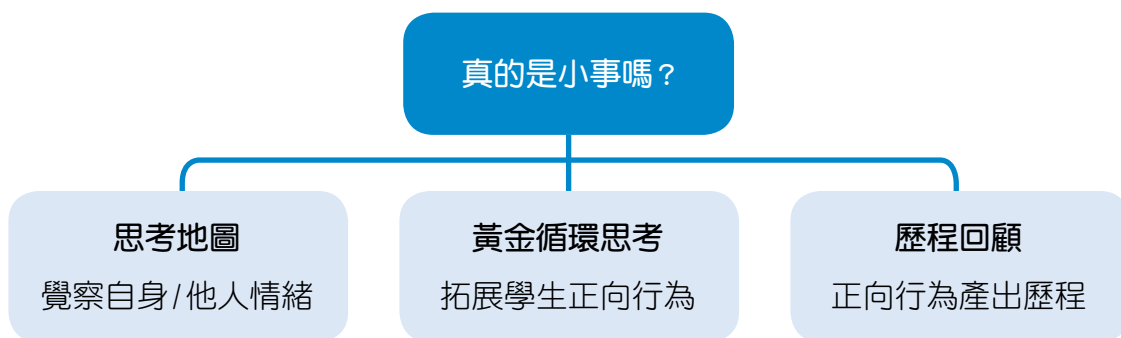 真的是小事嗎？
思考地圖
覺察自身/他人情緒
黃金循環思考
拓展學生正向行為
歷程回顧
正向行為產出歷程